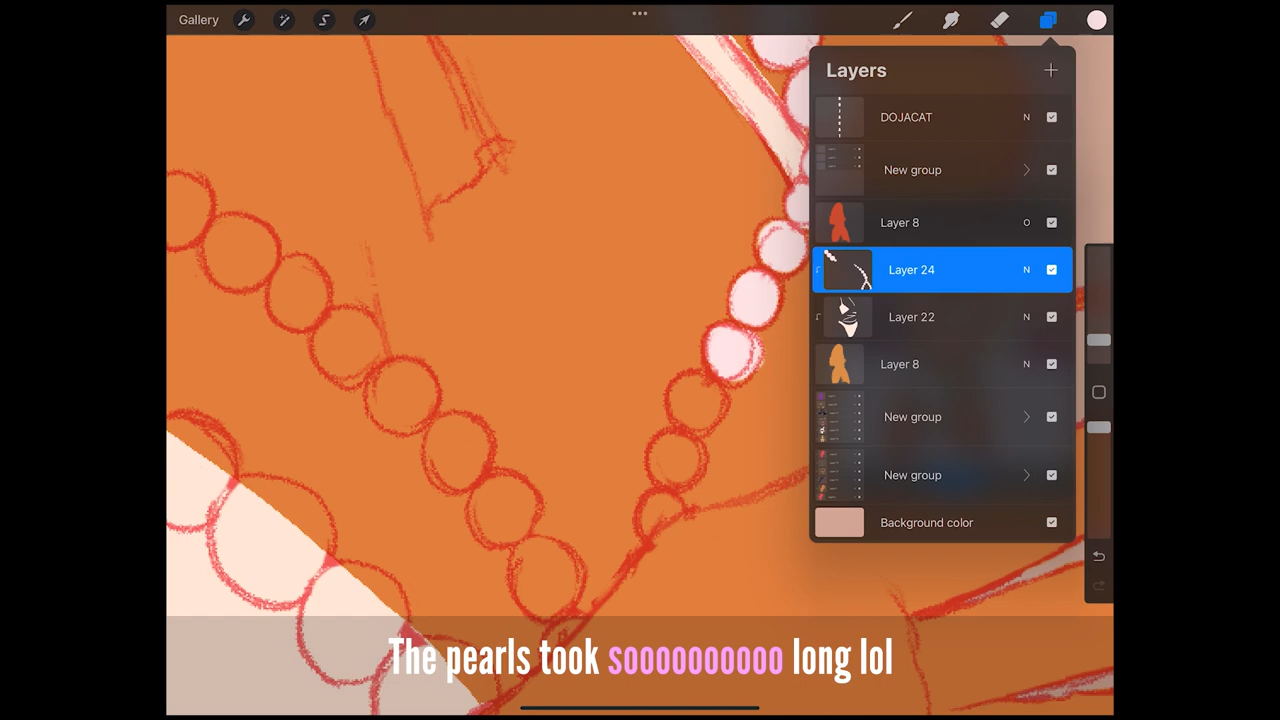 Gallery
Layers
DOJACAT N
New group
Layer 8 O
Layer 24 N
Layer 22 N
Layer 8 N
New group
New group
Background color
The pearls took soooooooooo long lol